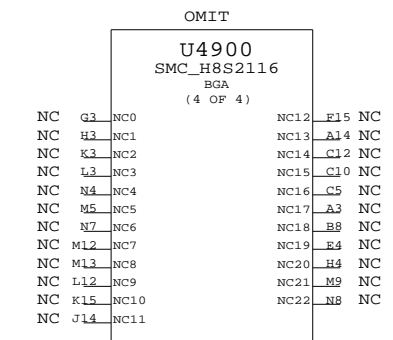 OMIT
U4900
SMC_H8S2116
BGA
(4 OF 4)
NC G3 NC0 NC12 F15 NC
NC H3 NC1 NC13 A14 NC
NC K3 NC2 NC14 C12 NC
NC L3 NC3 NC15 C10 NC
NC N4 NC4 NC16 C5 NC
NC M5 NC5 NC17 A3 NC
NC N7 NC6 NC18 B8 NC
NC M12 NC7 NC19 E4 NC
NC M13 NC8 NC20 H4 NC
NC L12 NC9 NC21 M9 NC
NC K15 NC10 NC22 N8 NC
NC J14 NC11